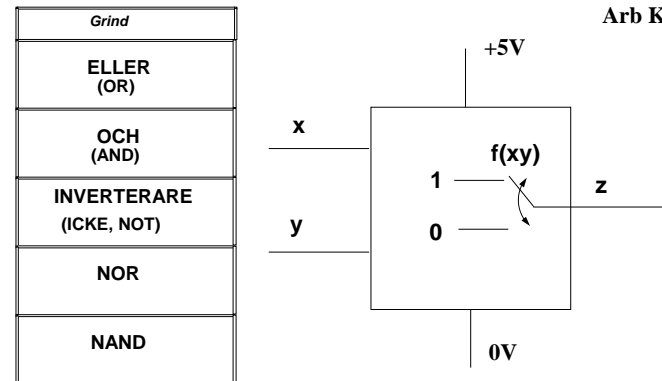 Grind
ELLER
(OR)
OCH
(AND)
INVERTERARE
(ICKE, NOT)
NOR
NAND
Arb K
+5V
x
f(xy)
1
z
y
0
0V